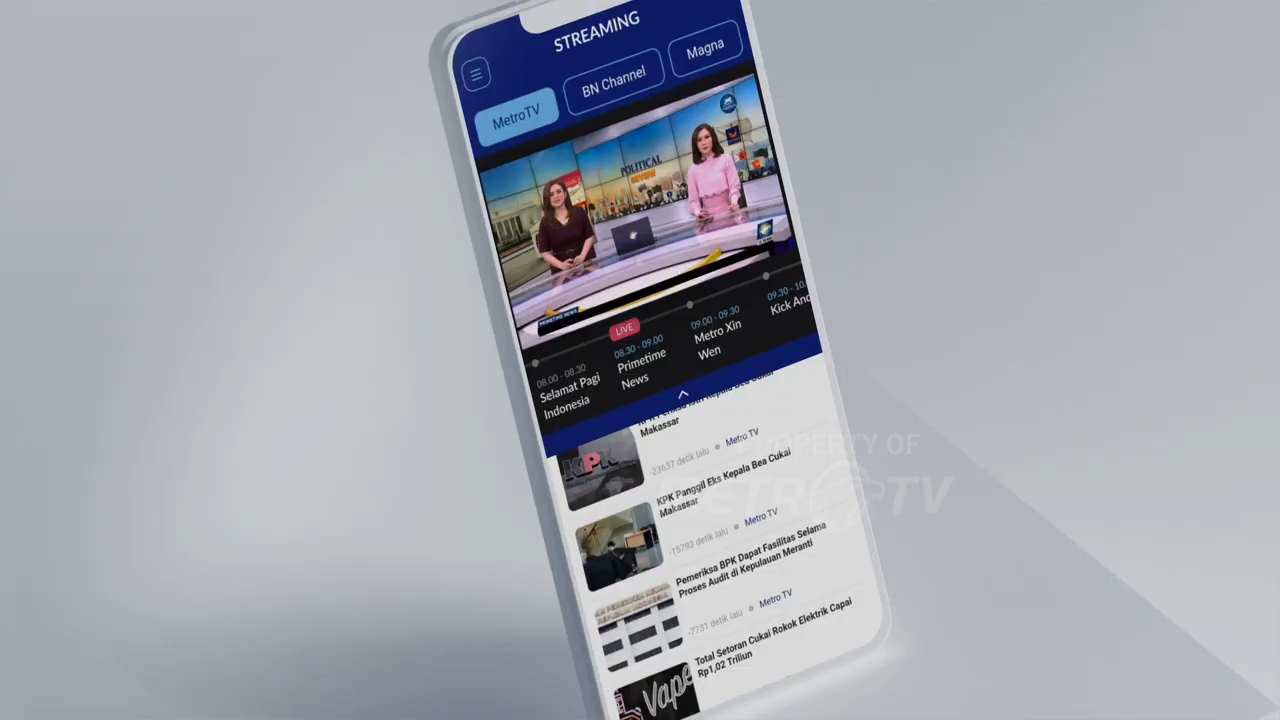 STREAMING
MetroTV
BN Channel
Magna
POLITICAL
REVIEW
PRIMETIME NEWS
LIVE
08.00 - 08.30
Selamat Pagi
Indonesia
08.30 - 09.00
Primetime
News
09.00 - 09.30
Metro Xin
Wen
09.30 - 10.
Kick And
Makassar
-23637 detik lalu
Metro TV
KPK
KPK Panggil Eks Kepala Bea Cukai
Makassar
-15793 detik lalu
Metro TV
Pemeriksa BPK Dapat Fasilitas Selama
Proses Audit di Kepulauan Meranti
-7731 detik lalu
Metro TV
REPUBLIK INDONESIA
Total Setoran Cukai Rokok Elektrik Capai
Rp1,02 Triliun
Vape
PROPERTY OF
METRO TV